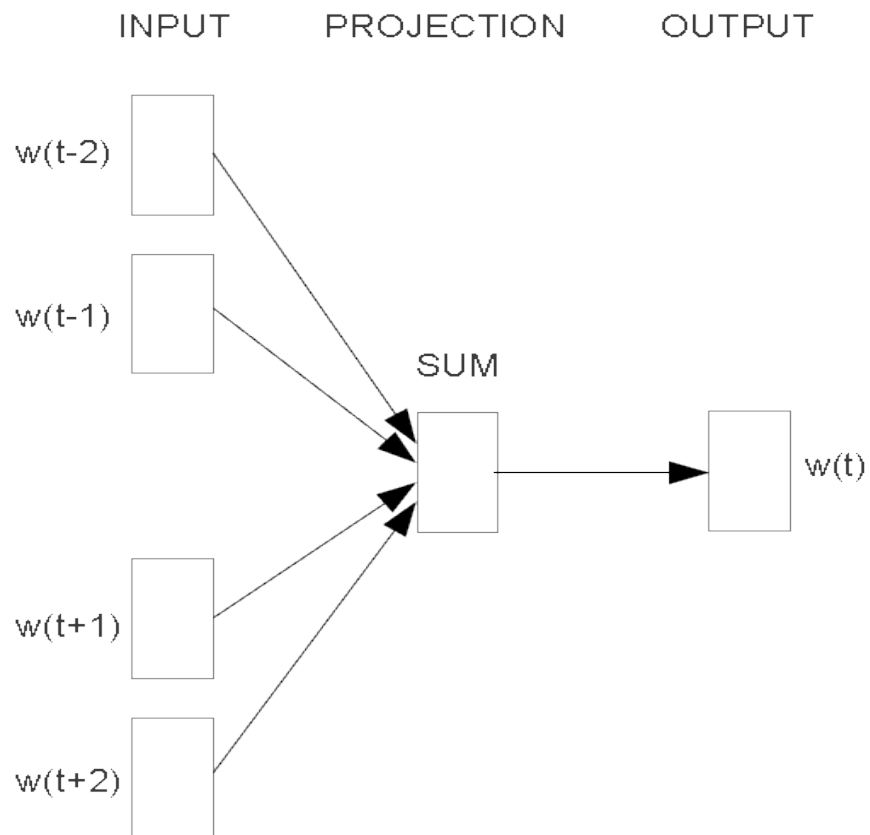 INPUT PROJECTION OUTPUT
w(t-2)
w(t-1)
SUM
w(t)
w(t+1)
w(t+2)